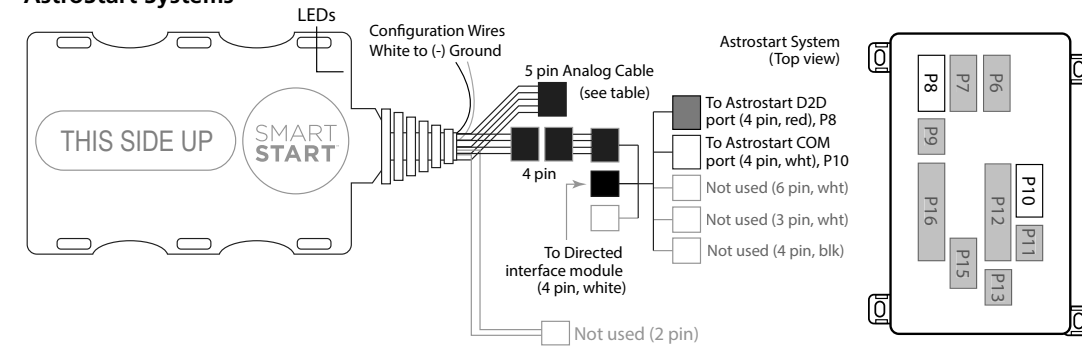 AstroStart Systems
LEDs
Configuration Wires
White to (-) Ground
5 pin Analog Cable
(see table)
THIS SIDE UP
SMART
START
4 pin
To Astrostart D2D
port (4 pin, red), P8
To Astrostart COM
port (4 pin, wht), P10
Not used (6 pin, wht)
Not used (3 pin, wht)
Not used (4 pin, blk)
To Directed
interface module
(4 pin, white)
Not used (2 pin)
Astrostart System
(Top view)
P8
P7
P6
P9
P16
P12
P10
P11
P15
P13